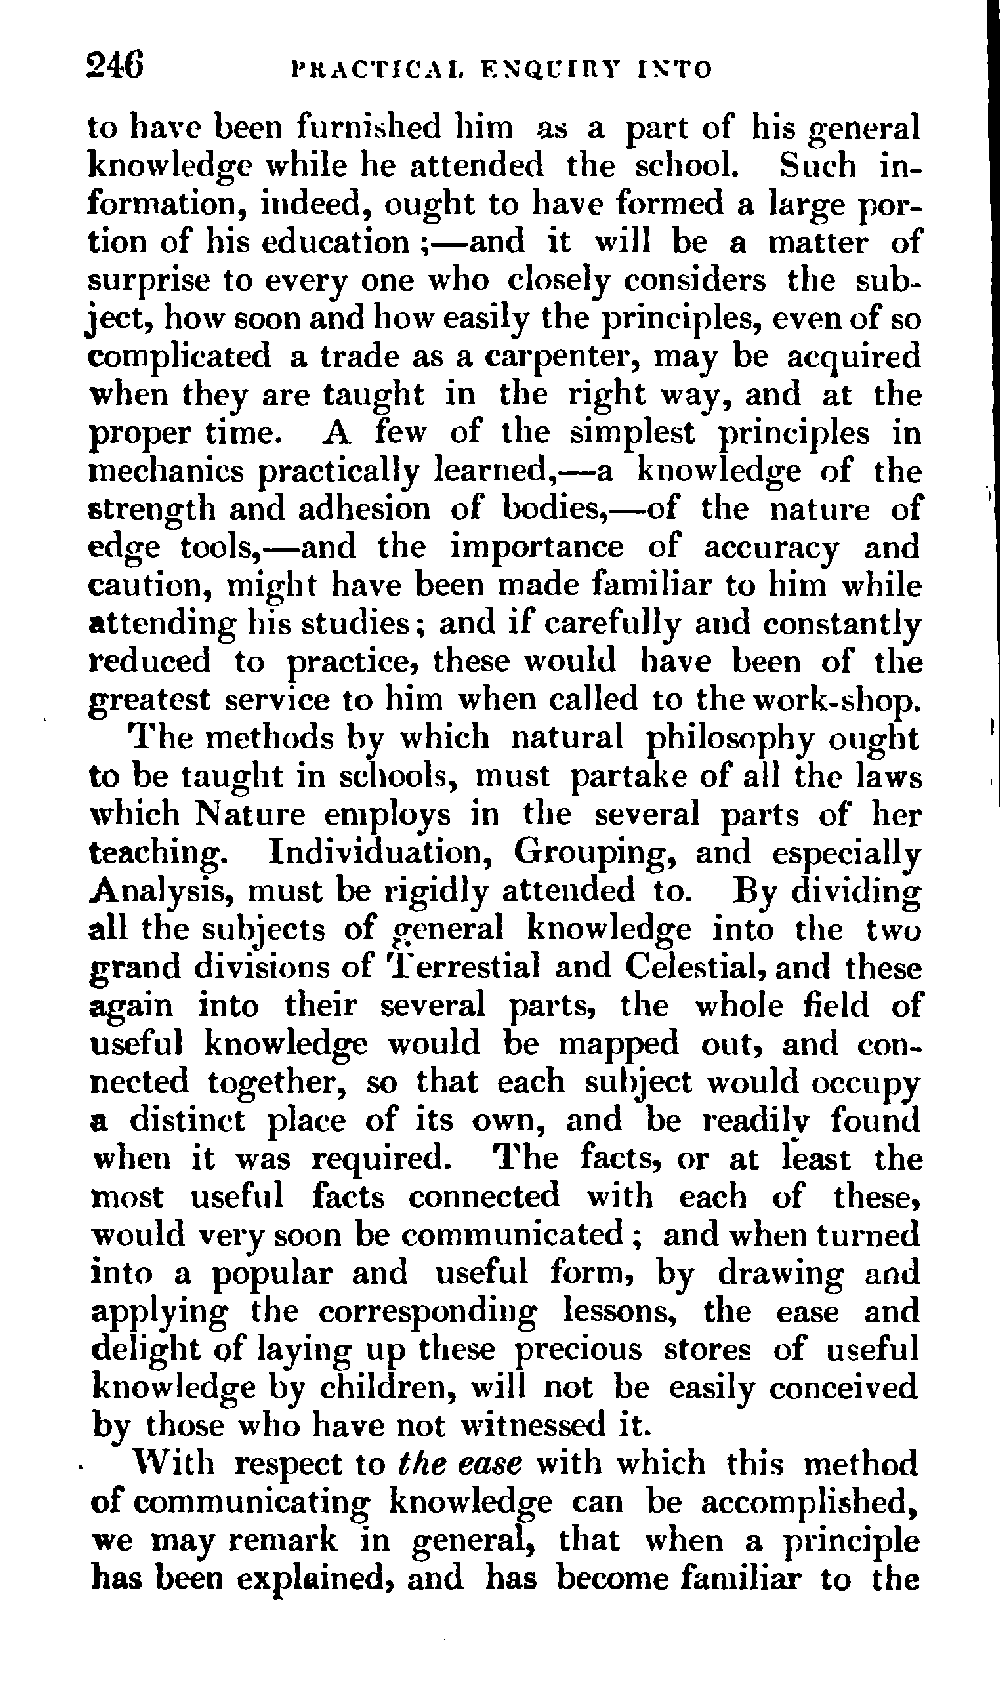 246 PRACTICAL ENQUIRY INTO
to have been furnished him as a part of his general
knowledge while he attended the school. Such in-
formation, indeed, ought to have formed a large por-
tion of his education ;—and it will be a matter of
surprise to every one who closely considers the sub-
ject, how soon and how easily the principles, even of so
complicated a trade as a carpenter, may be acquired
when they are taught in the right way, and at the
proper time. A few of the simplest principles in
mechanics practically learned,—a knowledge of the
strength and adhesion of bodies,—of the nature of
edge tools,—and the importance of accuracy and
caution, might have been made familiar to him while
attending his studies; and if carefully and constantly
reduced to practice, these would have been of the
greatest service to him when called to the work-shop.
The methods by which natural philosophy ought
to be taught in schools, must partake of all the laws
which Nature employs in the several parts of her
teaching. Individuation, Grouping, and especially
Analysis, must be rigidly attended to. By dividing
all the subjects of general knowledge into the two
grand divisions of Terrestial and Celestial, and these
again into their several parts, the whole field of
useful knowledge would be mapped out, and con-
nected together, so that each subject would occupy
a distinct place of its own, and be readily found
when it was required. The facts, or at least the
most useful facts connected with each of these,
would very soon be communicated ; and when turned
into a popular and useful form, by drawing and
applying the corresponding lessons, the ease and
delight of laying up these precious stores of useful
knowledge by children, will not be easily conceived
by those who have not witnessed it.
With respect to the ease with which this method
of communicating knowledge can be accomplished,
we may remark in general, that when a principle
has been explained, and has become familiar to the